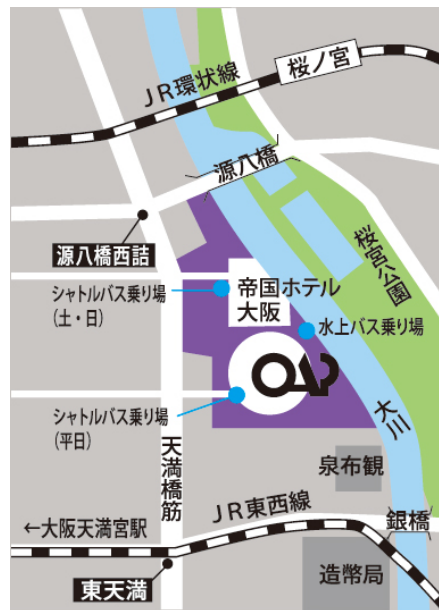 JR環状線
桜ノ宮
源八橋
源八橋西詰
桜宮公園
シャトルバス乗り場
(土・日)
帝国ホテル
大阪
水上バス乗り場
OAP
シャトルバス乗り場
(平日)
大川
天満橋筋
泉布観
JR東西線
銀橋
←大阪天満宮駅
東天満
造幣局